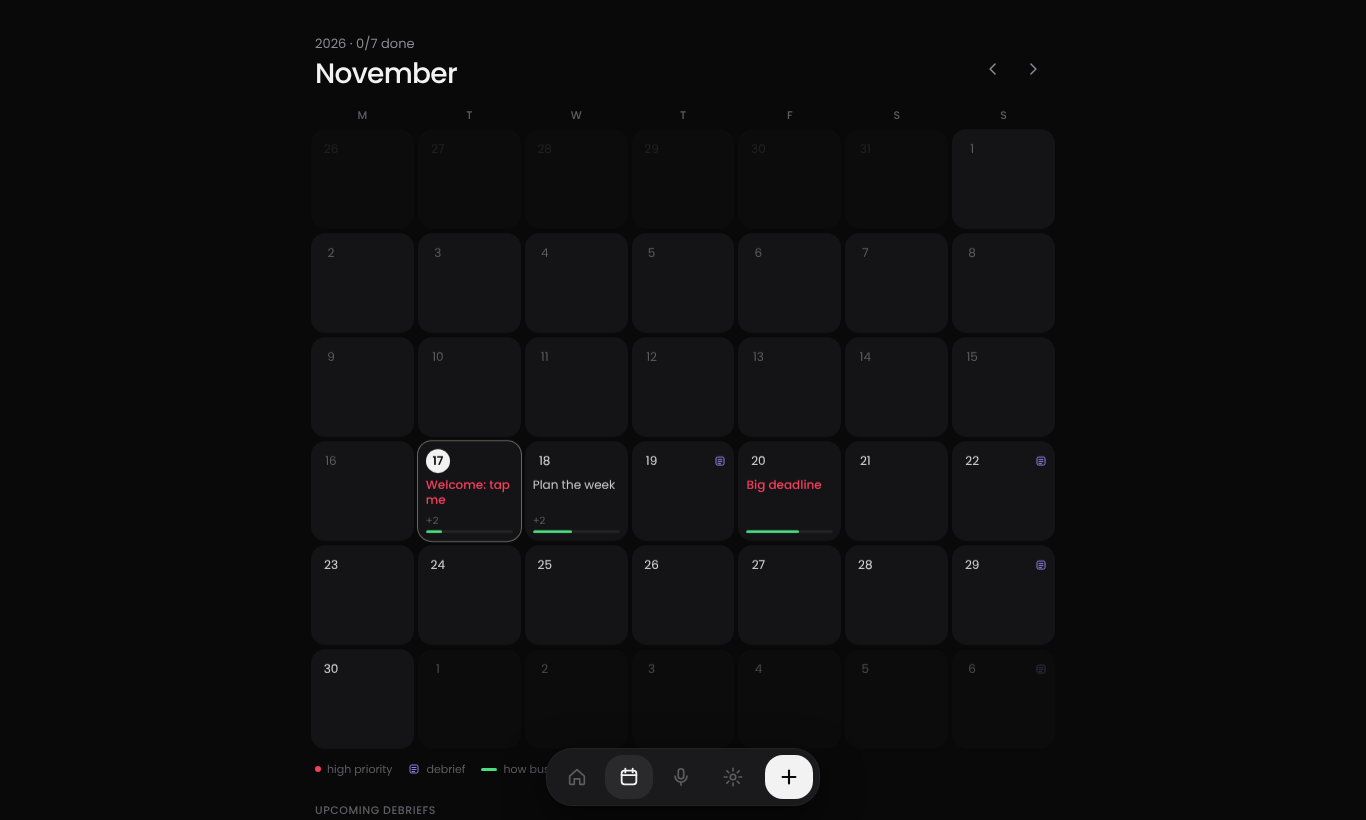 2026 · 0/7 done
November
M T W T F S S
26 27 28 29 30 31 1
2 3 4 5 6 7 8
9 10 11 12 13 14 15
16 17 18 19 20 21 22
Welcome: tap me
+2
Plan the week
+2
Big deadline
23 24 25 26 27 28 29
30 1 2 3 4 5 6
high priority debrief how
UPCOMING DEBRIEFS